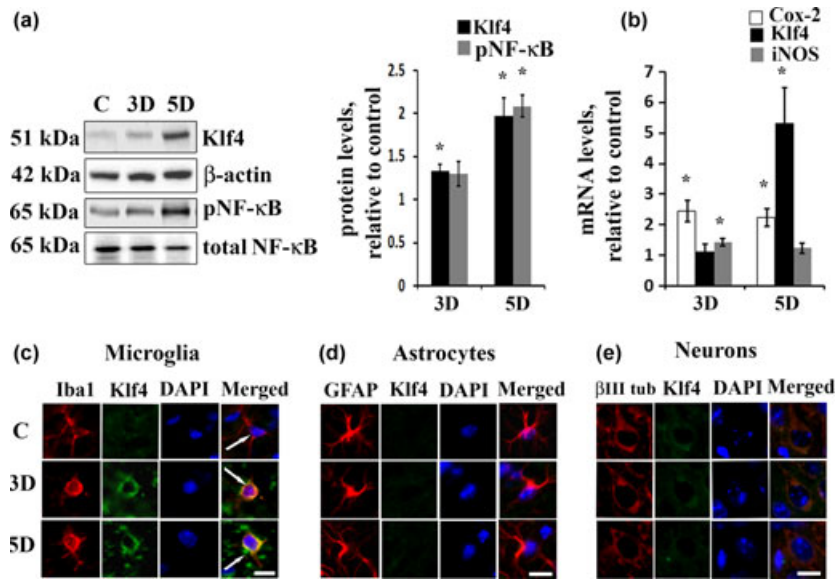 (a)
C 3D 5D
51 kDa Klf4
42 kDa β-actin
65 kDa pNF-κB
65 kDa total NF-κB
Klf4
pNF-κB
protein levels,
relative to control
2.5
2
1.5
1
0.5
0
* * * 
3D 5D
(b)
Cox-2
Klf4
iNOS
mRNA levels,
relative to control
7
6
5
4
3
2
1
0
* * * *
3D 5D
(c) Microglia
Iba1 Klf4 DAPI Merged
C
3D
5D
(d) Astrocytes
GFAP Klf4 DAPI Merged
(e) Neurons
βIII tub Klf4 DAPI Merged